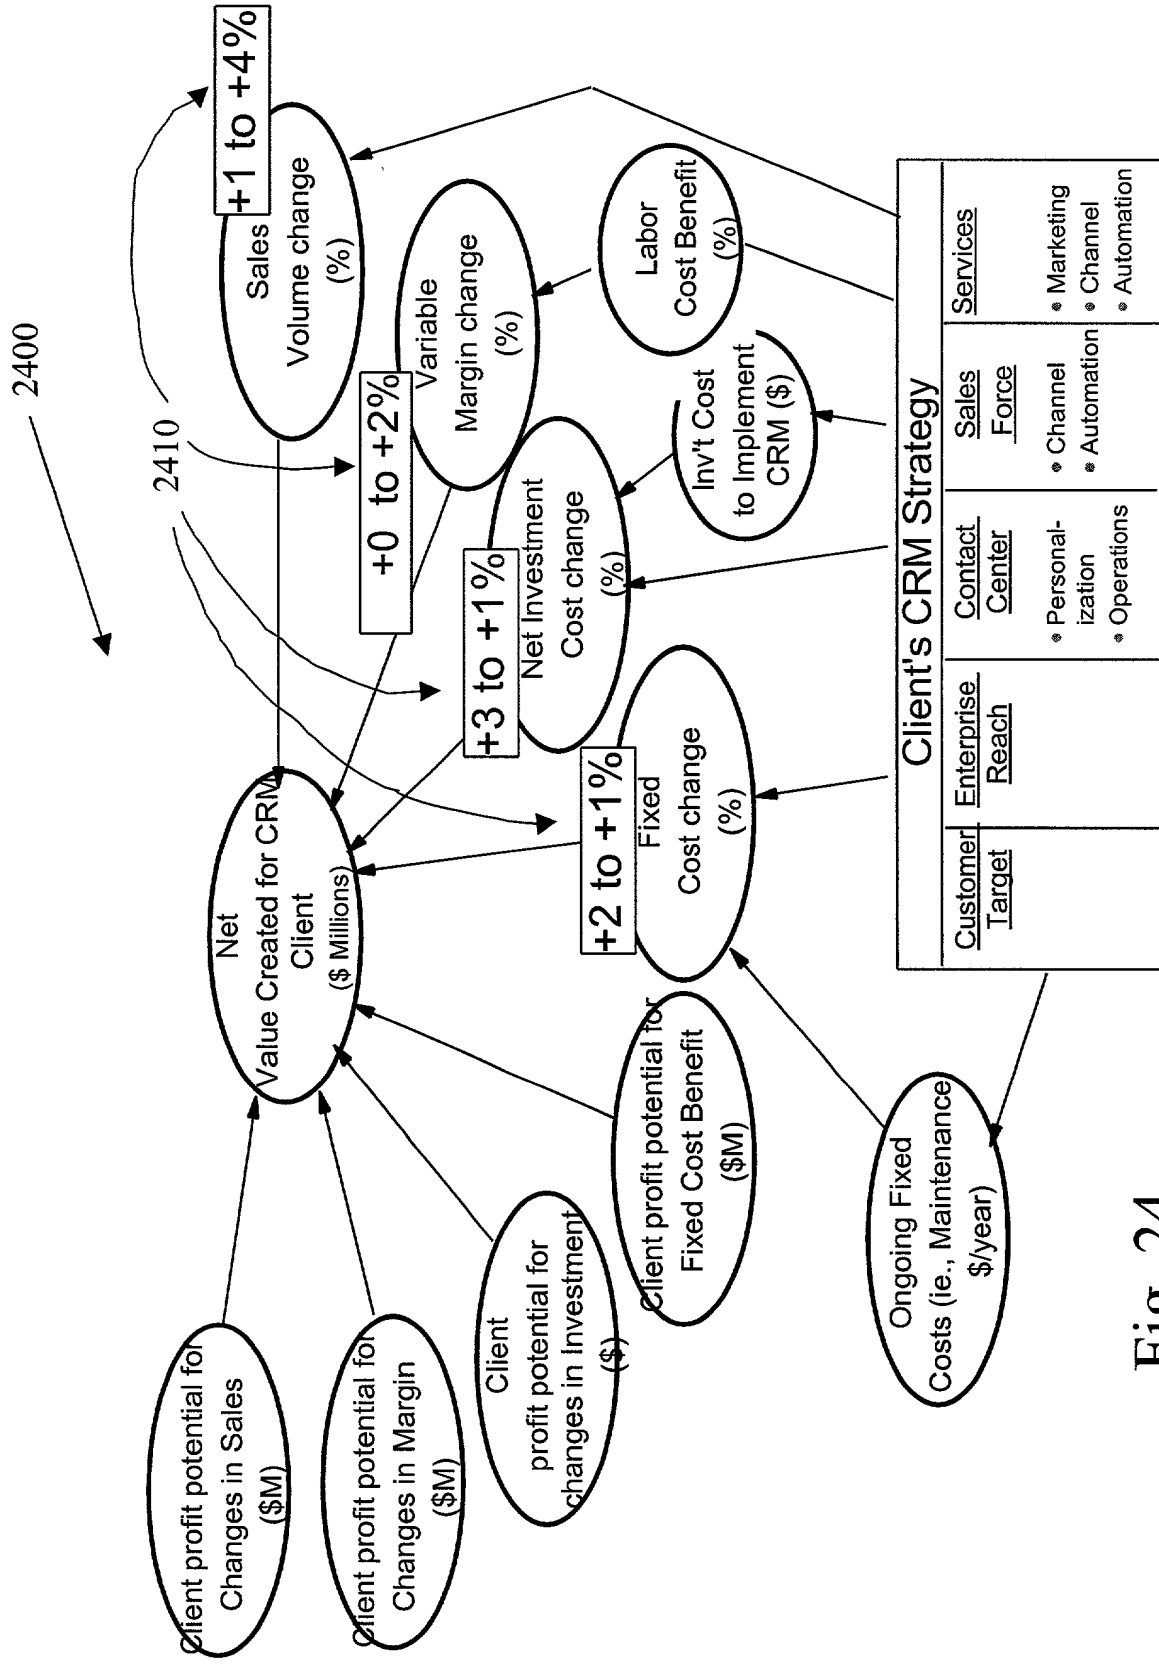 2400
2410
Client profit potential for
Changes in Sales
($M)
Client profit potential for
Changes in Margin
($M)
Client
profit potential for
changes in Investment
($)
Client profit potential for
Fixed Cost Benefit
($M)
Ongoing Fixed
Costs (ie., Maintenance
$/year)
Net
Value Created for CRM
Client
($ Millions)
+1 to +4%
Sales
Volume change
(%)
+0 to +2%
Variable
Margin change
(%)
+3 to +1%
Net Investment
Cost change
(%)
+2 to +1%
Fixed
Cost change
(%)
Labor
Cost Benefit
(%)
Inv't Cost
to Implement
CRM ($)
Client's CRM Strategy
Customer
Target
Enterprise
Reach
Contact
Center
• Personal-
ization
• Operations
Sales
Force
• Channel
• Automation
Services
• Marketing
• Channel
• Automation
Fig. 24